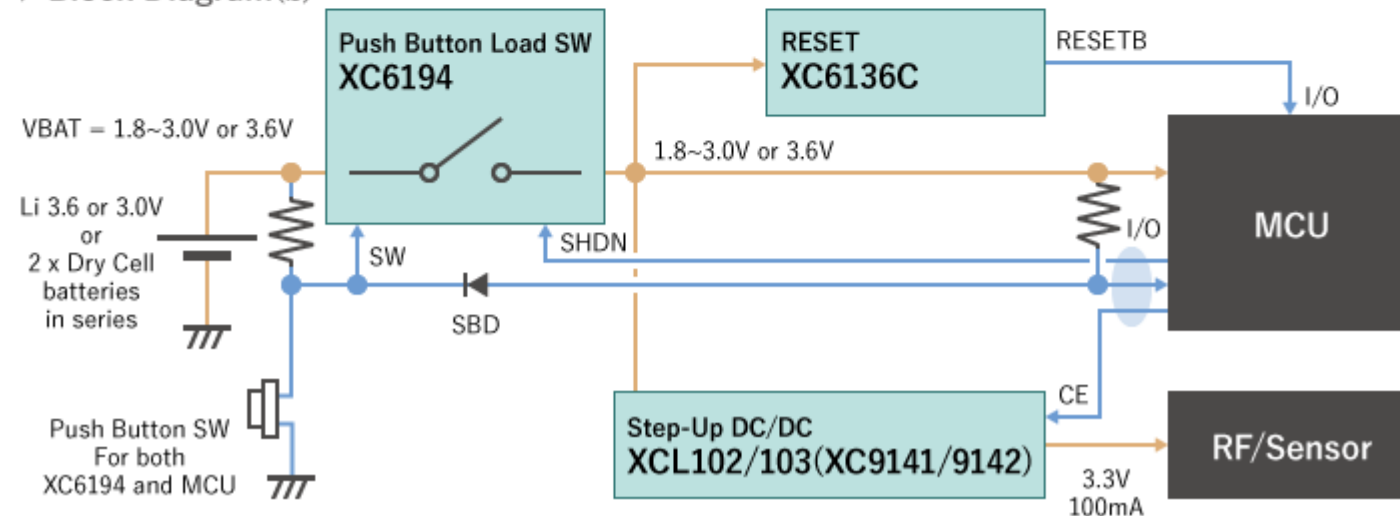 Push Button Load SW
XC6194
RESET
XC6136C
RESETB
I/O
VBAT = 1.8~3.0V or 3.6V
1.8~3.0V or 3.6V
Li 3.6 or 3.0V
or
2 x Dry Cell
batteries
in series
SW
SHDN
I/O
MCU
SBD
Push Button SW
For both
XC6194 and MCU
Step-Up DC/DC
XCL102/103(XC9141/9142)
CE
3.3V
100mA
RF/Sensor